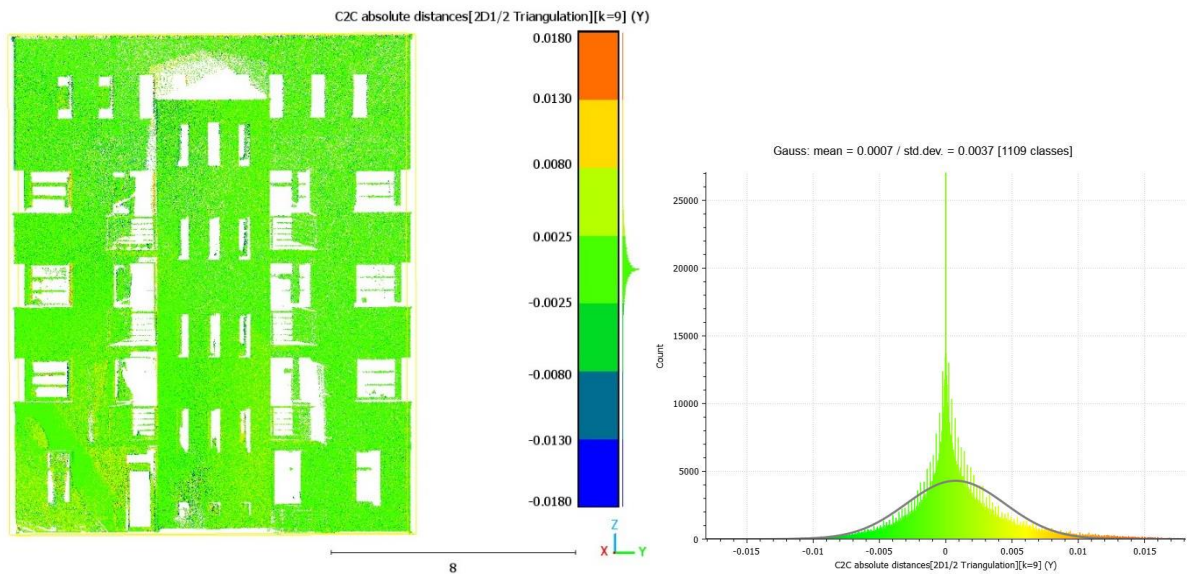 C2C absolute distances[2D1/2 Triangulation][k=9] (Y)
0.0180
0.0130
0.0080
0.0025
-0.0025
-0.0080
-0.0130
-0.0180
Z
X Y
8
Gauss: mean = 0.0007 / std.dev. = 0.0037 [1109 classes]
25000
20000
15000
10000
5000
0
Count
-0.015 -0.01 -0.005 0 0.005 0.01 0.015
C2C absolute distances[2D1/2 Triangulation][k=9] (Y)